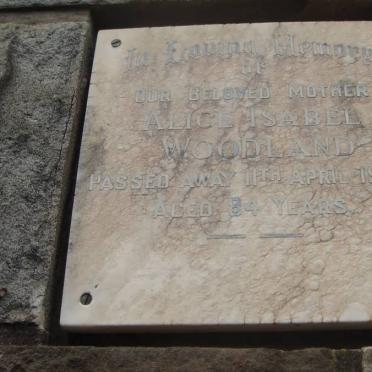 In Loving Memory
OF
OUR BELOVED MOTHER
ALICE ISABEL
WOODLAND
PASSED AWAY 11TH APRIL
AGED 84 YEARS.